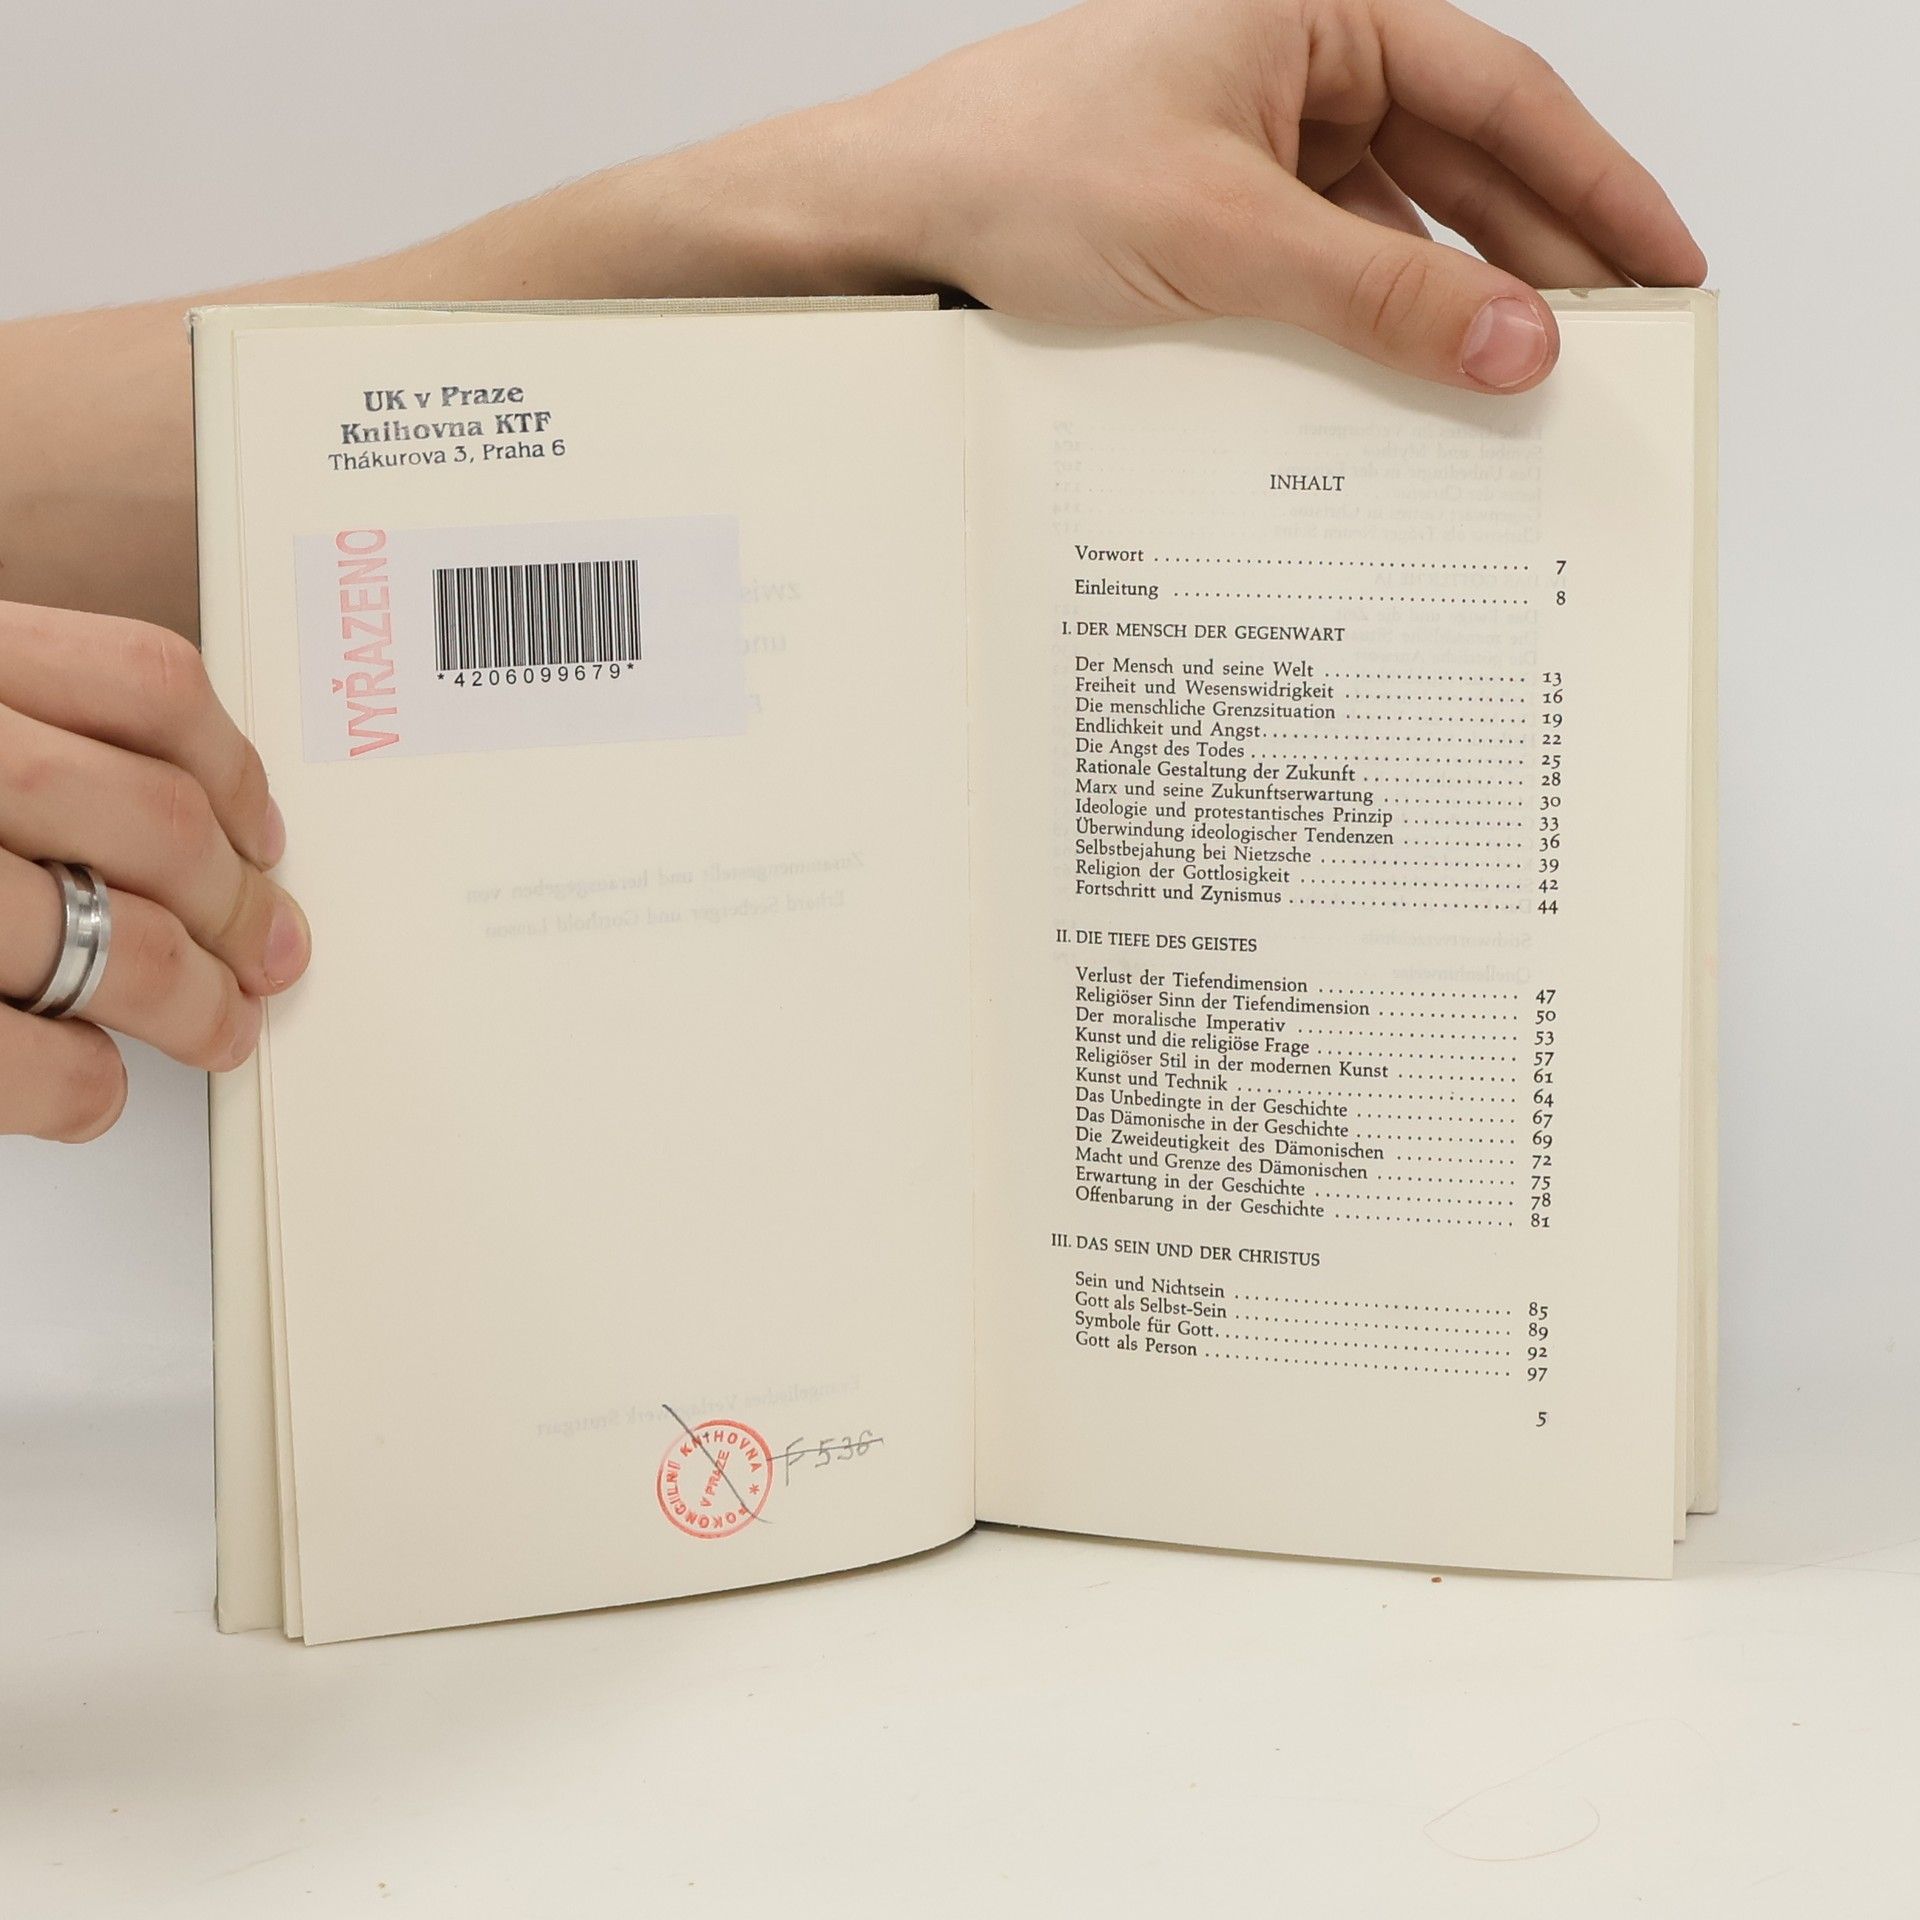 UK v Praze
Knihovna KTF
Thákurova 3, Praha 6
VYŘAZENO
*4206099679*
KNIHOVNA * POKONCILNÍ
V PRAZE
F 536
INHALT
Vorwort 7
Einleitung 8
I. DER MENSCH DER GEGENWART
Der Mensch und seine Welt 13
Freiheit und Wesenswidrigkeit 16
Die menschliche Grenzsituation 19
Endlichkeit und Angst 22
Die Angst des Todes 25
Rationale Gestaltung der Zukunft 28
Marx und seine Zukunftserwartung 30
Ideologie und protestantisches Prinzip 33
Überwindung ideologischer Tendenzen 36
Selbstbejahung bei Nietzsche 39
Religion der Gottlosigkeit 42
Fortschritt und Zynismus 44
II. DIE TIEFE DES GEISTES
Verlust der Tiefendimension 47
Religiöser Sinn der Tiefendimension 50
Der moralische Imperativ 53
Kunst und die religiöse Frage 57
Religiöser Stil in der modernen Kunst 61
Kunst und Technik 64
Das Unbedingte in der Geschichte 67
Das Dämonische in der Geschichte 69
Die Zweideutigkeit des Dämonischen 72
Macht und Grenze des Dämonischen 75
Erwartung in der Geschichte 78
Offenbarung in der Geschichte 81
III. DAS SEIN UND DER CHRISTUS
Sein und Nichtsein 85
Gott als Selbst-Sein 89
Symbole für Gott 92
Gott als Person 97
5